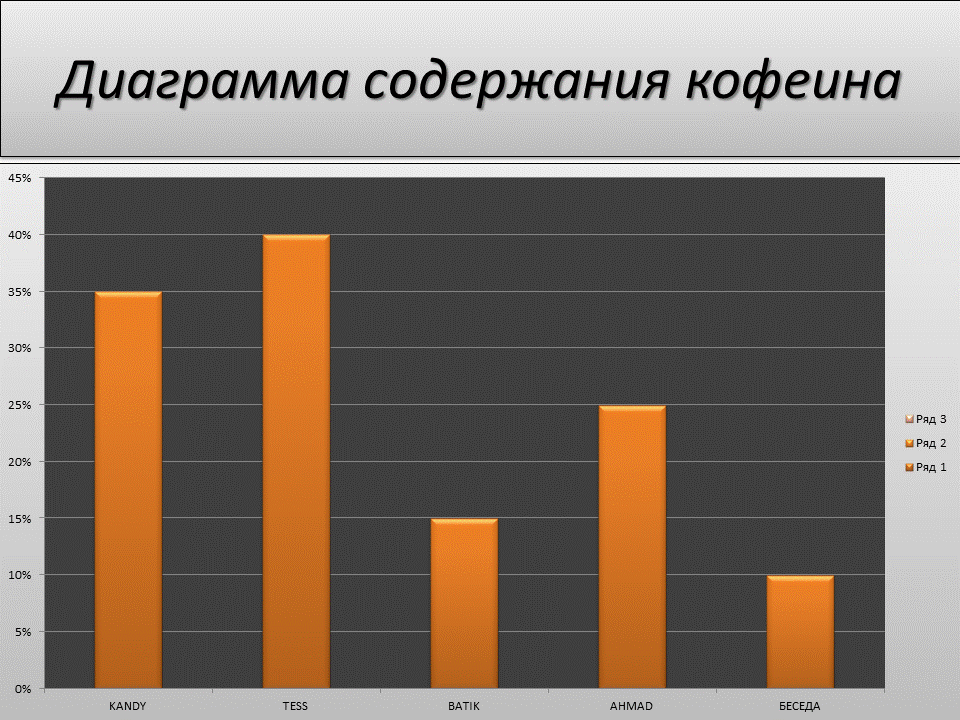 Диаграмма содержания кофеина
45%
40%
35%
30%
25%
20%
15%
10%
5%
0%
KANDY
TESS
BATIK
AHMAD
БЕСЕДА
Ряд 3
Ряд 2
Ряд 1